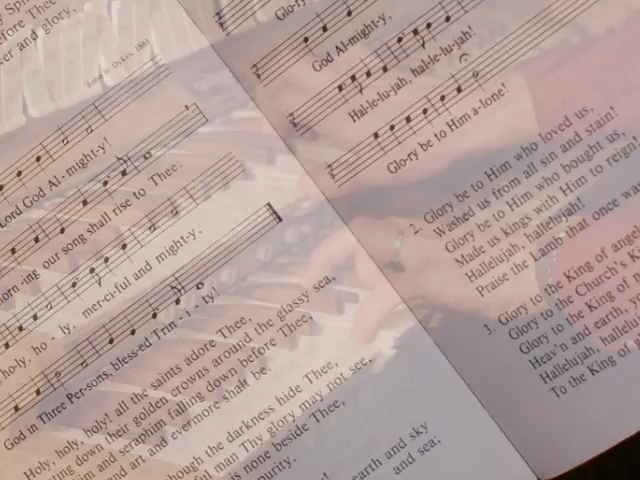 ver and glory,
John B. Dykes, 1861
Lord God Al - might-y!
our song shall rise to Thee.
ho-ly, ho - ly, mer-ci-ful and might-y,
God in Three Per-sons, bless-ed Trin - i - ty!
Holy, holy, holy! all the saints adore Thee,
down their golden crowns around the glassy sea,
and seraphim falling down before Thee,
and art and evermore shalt be.
though the darkness hide Thee,
man Thy glory may not see,
is none beside Thee,
purity.
earth and sky
and sea;
Glo-ry
God Al-might-y,
Hal-le-lu-jah, hal-le-lu-jah!
Glo-ry be to Him a-lone!
2. Glory be to Him who loved us,
Washed us from all sin and stain!
Glory be to Him who bought us,
Made us kings with Him to reign!
Hallelujah, hallelujah!
Praise the Lamb that once was
3. Glory to the King of angels
Glory to the Church's
Glory to the King of
Heav'n and earth,
Hallelujah,
To the King of